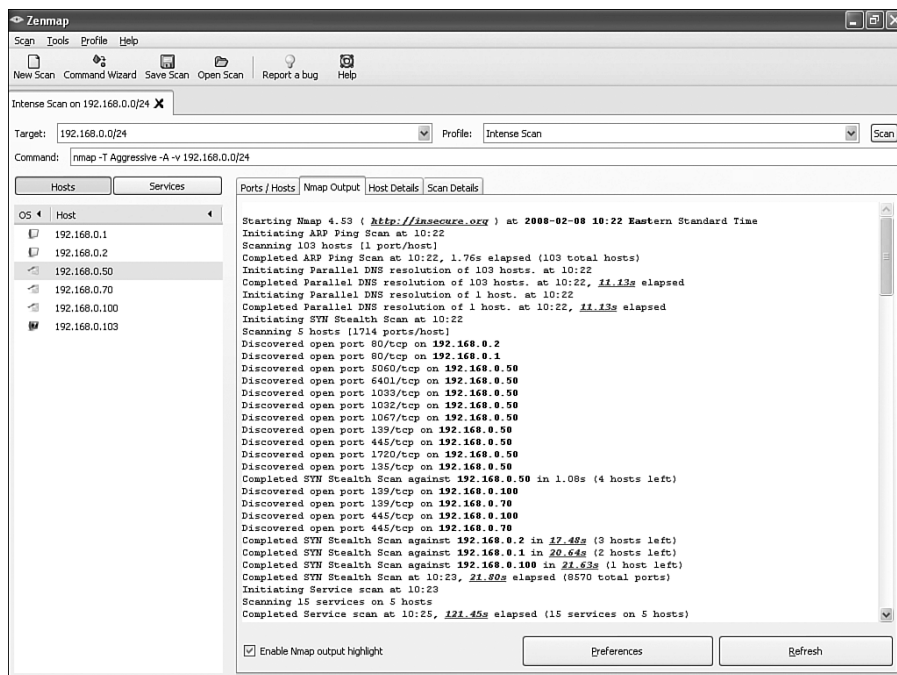 Zenmap
Scan Tools Profile Help
New Scan Command Wizard Save Scan Open Scan Report a bug Help
Intense Scan on 192.168.0.0/24 X
Target: 192.168.0.0/24 Profile: Intense Scan Scan
Command: nmap -T Aggressive -A -v 192.168.0.0/24
Hosts Services
Ports / Hosts Nmap Output Host Details Scan Details
OS Host
192.168.0.1
192.168.0.2
192.168.0.50
192.168.0.70
192.168.0.100
192.168.0.103
Starting Nmap 4.53 ( http://insecure.org ) at 2008-02-08 10:22 Eastern Standard Time
Initiating ARP Ping Scan at 10:22
Scanning 103 hosts [1 port/host]
Completed ARP Ping Scan at 10:22, 1.76s elapsed (103 total hosts)
Initiating Parallel DNS resolution of 103 hosts. at 10:22
Completed Parallel DNS resolution of 103 hosts. at 10:22, 11.13s elapsed
Initiating Parallel DNS resolution of 1 host. at 10:22
Completed Parallel DNS resolution of 1 host. at 10:22, 11.13s elapsed
Initiating SYN Stealth Scan at 10:22
Scanning 5 hosts [1714 ports/host]
Discovered open port 80/tcp on 192.168.0.2
Discovered open port 80/tcp on 192.168.0.1
Discovered open port 5060/tcp on 192.168.0.50
Discovered open port 6401/tcp on 192.168.0.50
Discovered open port 1033/tcp on 192.168.0.50
Discovered open port 1032/tcp on 192.168.0.50
Discovered open port 1067/tcp on 192.168.0.50
Discovered open port 139/tcp on 192.168.0.50
Discovered open port 445/tcp on 192.168.0.50
Discovered open port 1720/tcp on 192.168.0.50
Discovered open port 135/tcp on 192.168.0.50
Completed SYN Stealth Scan against 192.168.0.50 in 1.08s (4 hosts left)
Discovered open port 139/tcp on 192.168.0.100
Discovered open port 139/tcp on 192.168.0.70
Discovered open port 445/tcp on 192.168.0.100
Discovered open port 445/tcp on 192.168.0.70
Completed SYN Stealth Scan against 192.168.0.2 in 17.48s (3 hosts left)
Completed SYN Stealth Scan against 192.168.0.1 in 20.64s (2 hosts left)
Completed SYN Stealth Scan against 192.168.0.100 in 21.63s (1 host left)
Completed SYN Stealth Scan at 10:23, 21.80s elapsed (8570 total ports)
Initiating Service scan at 10:23
Scanning 15 services on 5 hosts
Completed Service scan at 10:25, 121.45s elapsed (15 services on 5 hosts)
Enable Nmap output highlight Preferences Refresh